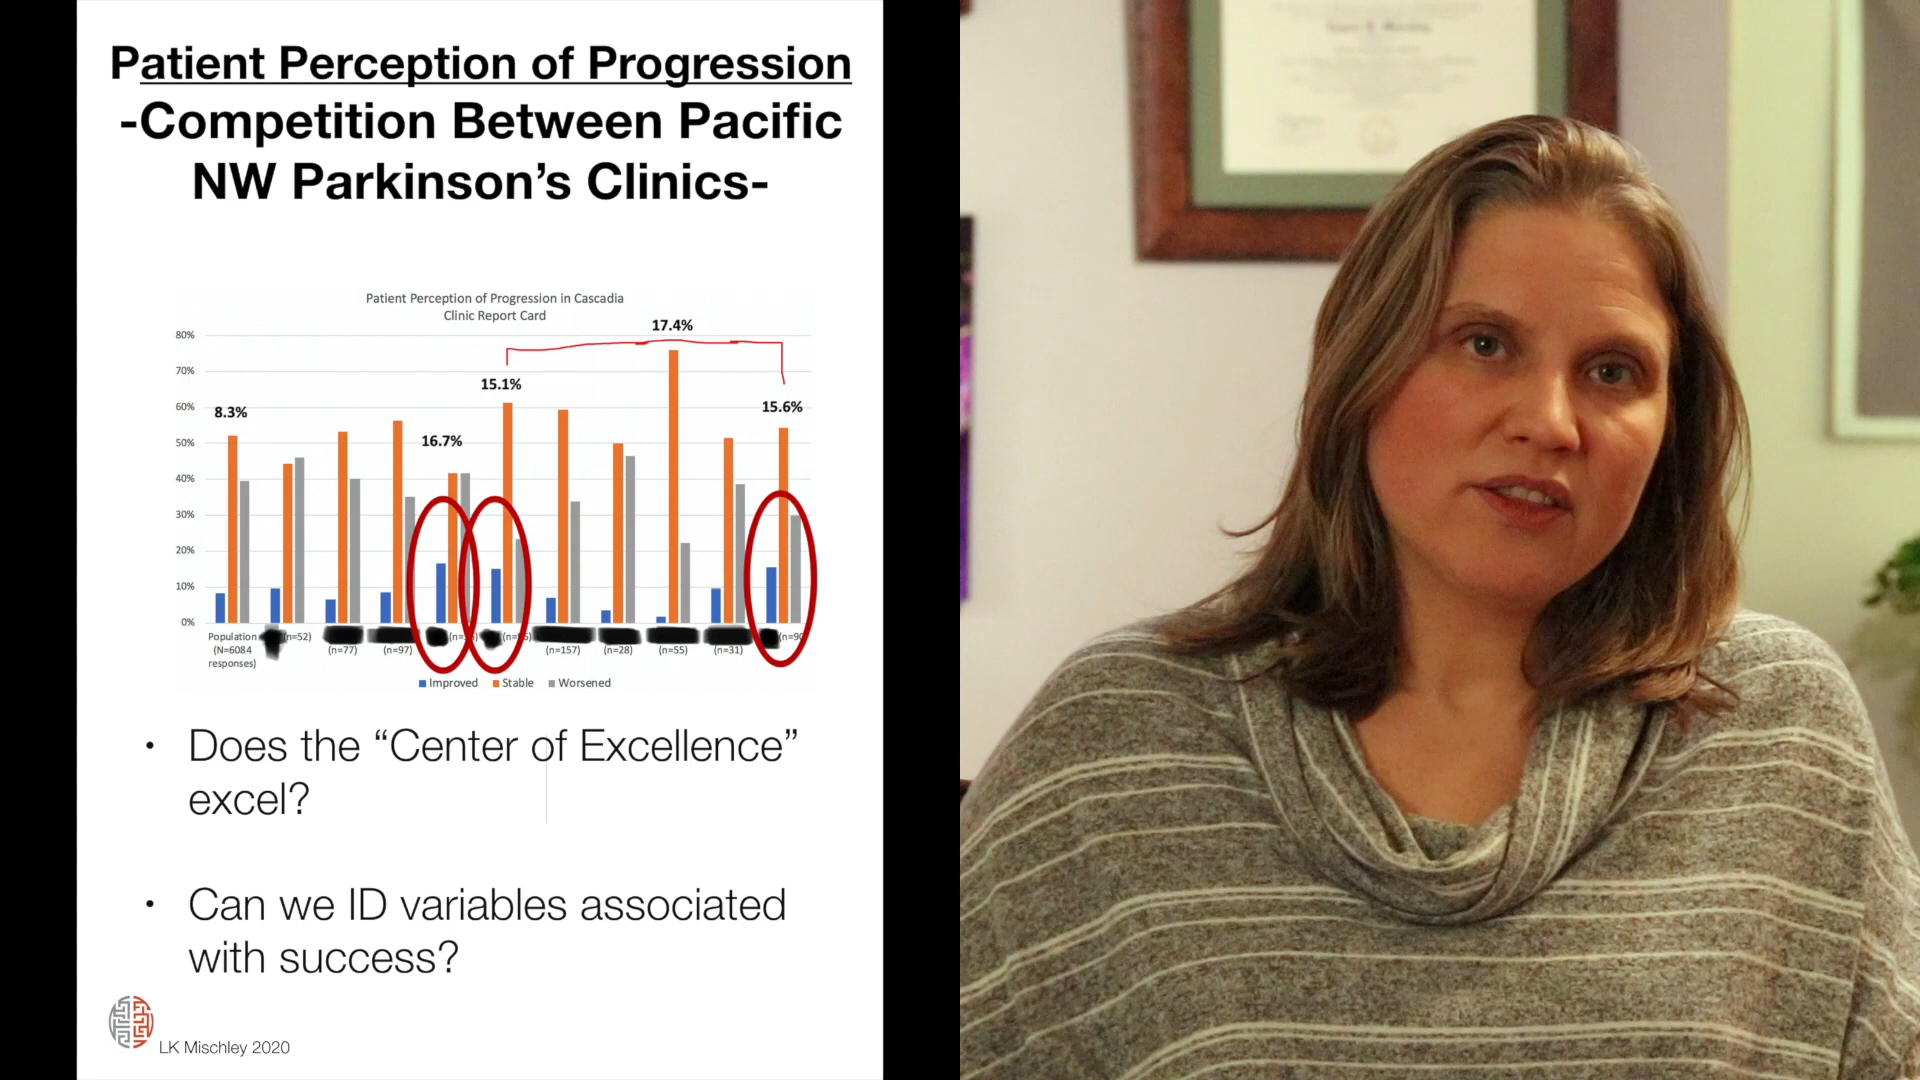 Patient Perception of Progression
-Competition Between Pacific
NW Parkinson's Clinics-
Patient Perception of Progression in Cascadia
Clinic Report Card
80%
70%
60%
50%
40%
30%
20%
10%
0%
8.3%
16.7%
15.1%
17.4%
15.6%
Population
(N=6084
responses)
(n=52)
(n=77)
(n=97)
(n=157)
(n=28)
(n=55)
(n=31)
(n=90
Improved
Stable
Worsened
• Does the “Center of Excellence”
excel?
• Can we ID variables associated
with success?
LK Mischley 2020